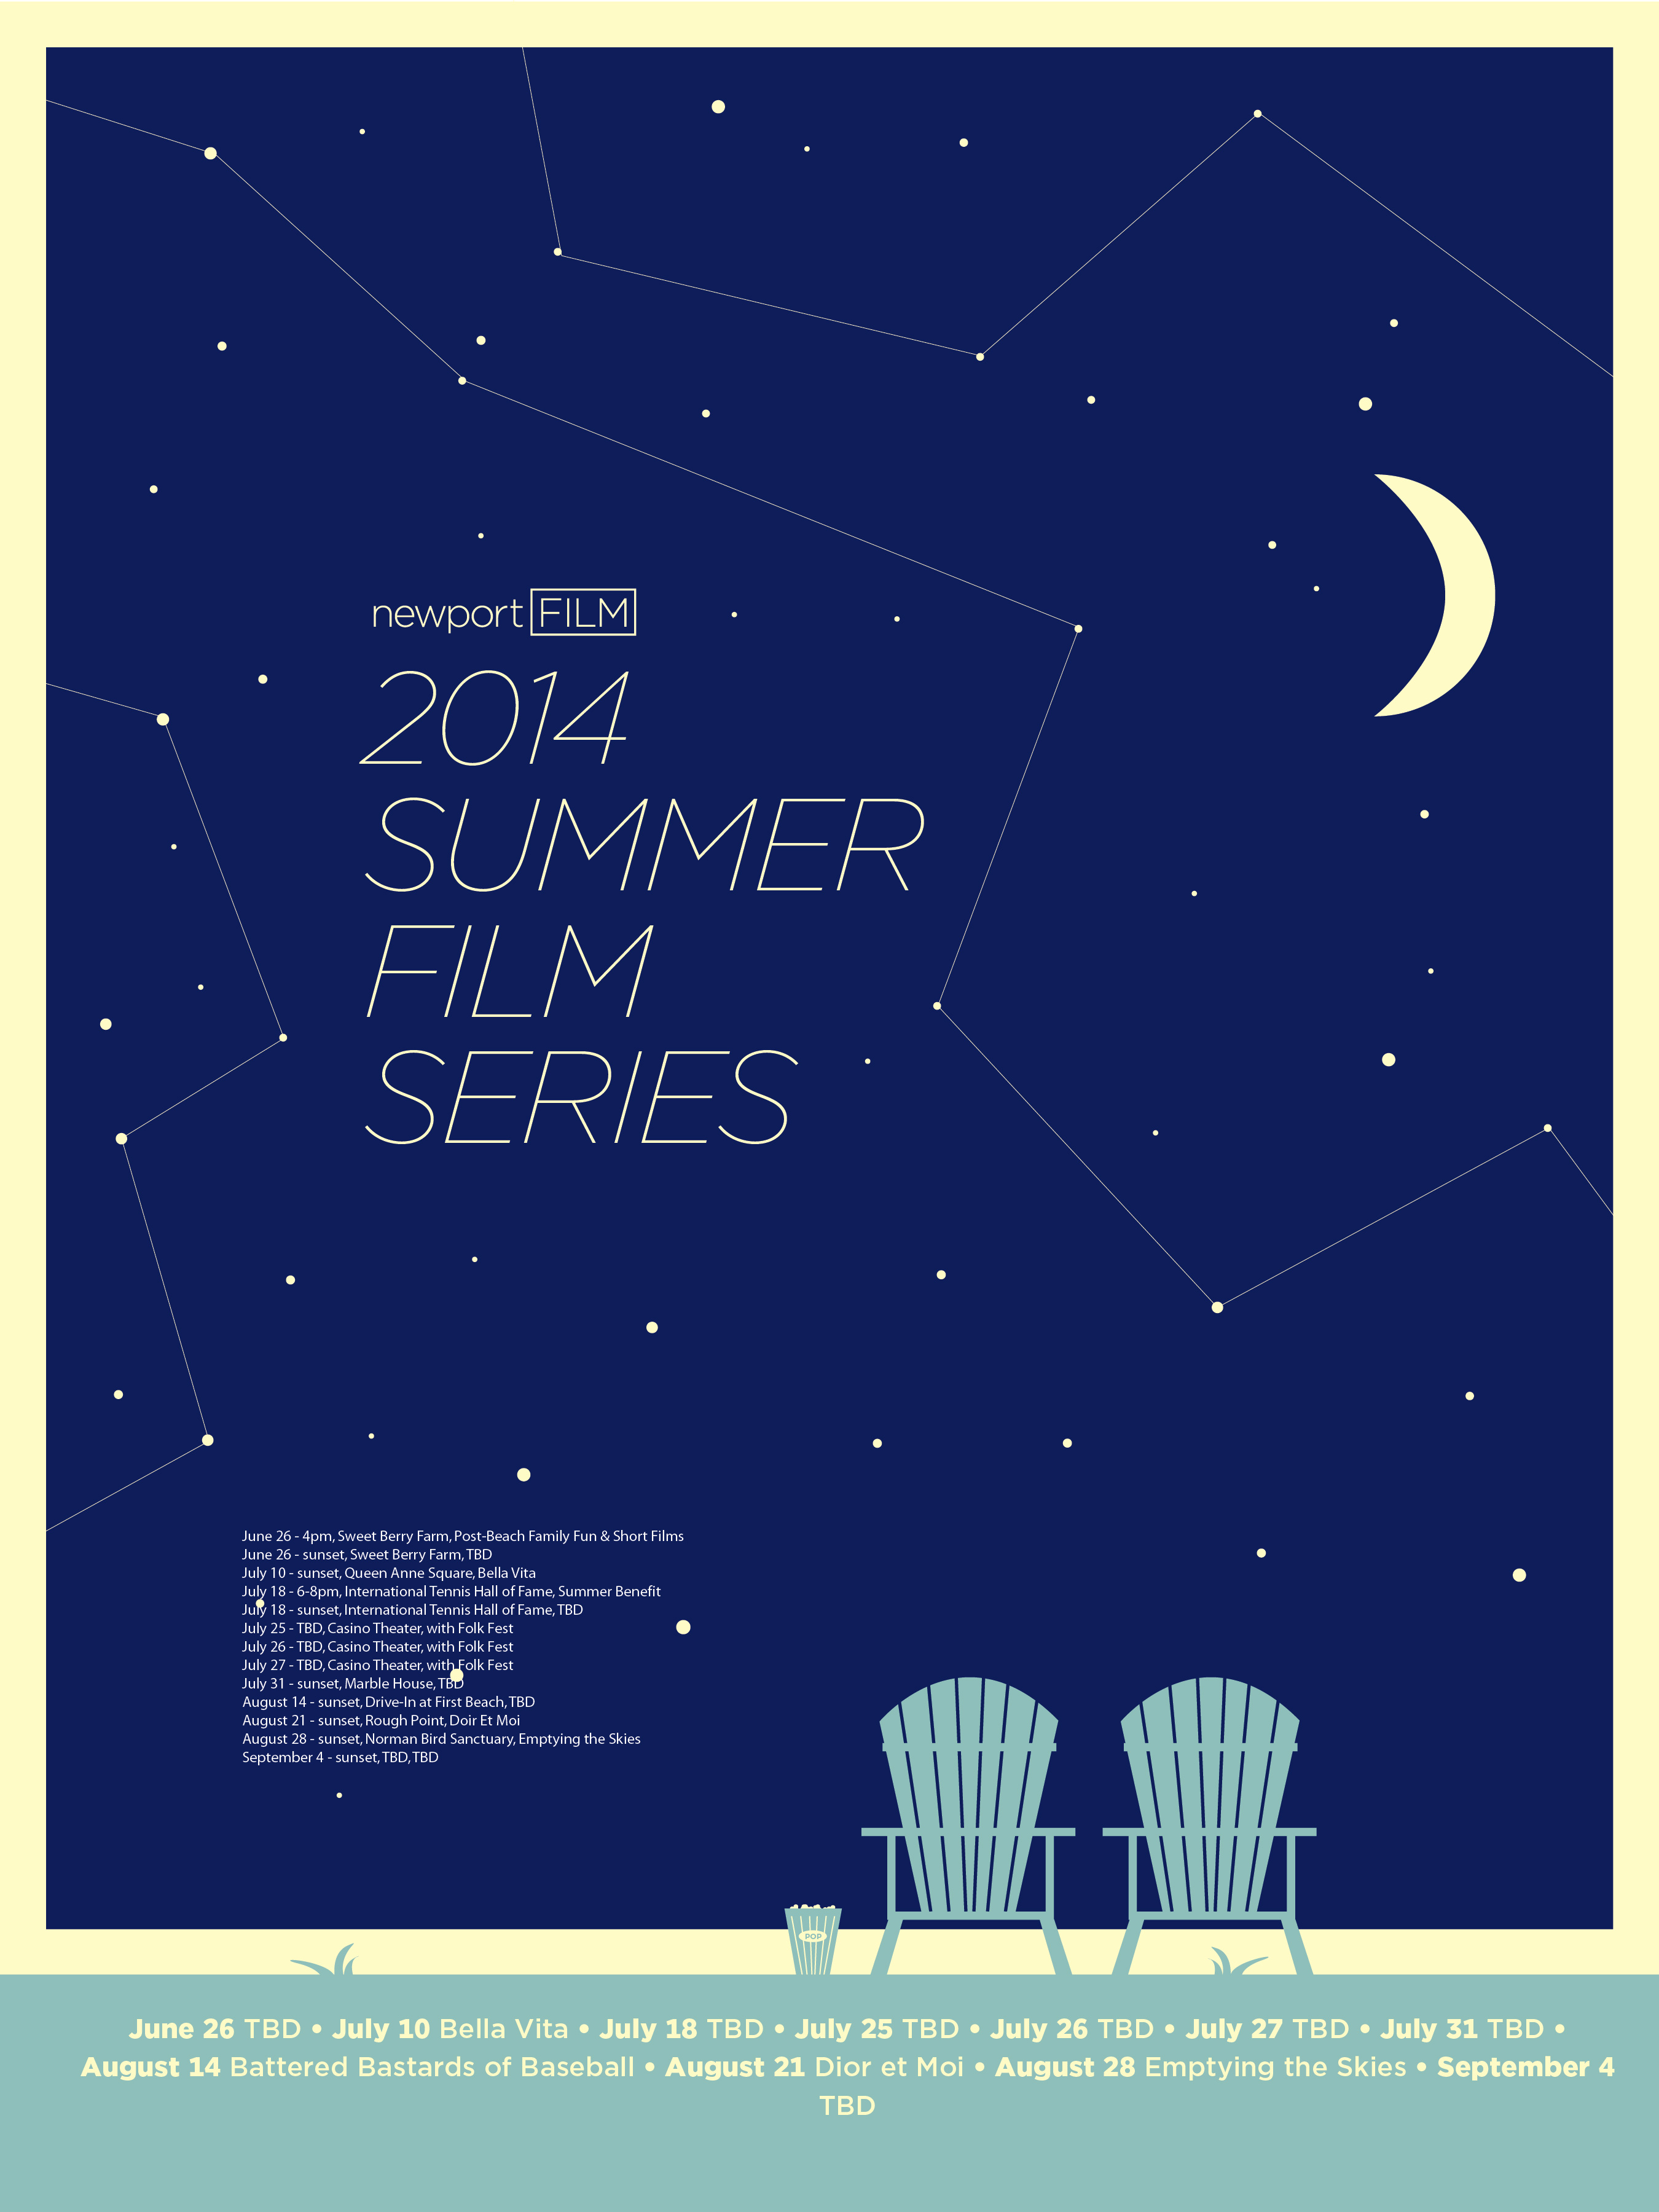 newport FILM
2014
SUMMER
FILM
SERIES
June 26 - 4pm, Sweet Berry Farm, Post-Beach Family Fun & Short Films
June 26 - sunset, Sweet Berry Farm, TBD
July 10 - sunset, Queen Anne Square, Bella Vita
July 18 - 6-8pm, International Tennis Hall of Fame, Summer Benefit
July 18 - sunset, International Tennis Hall of Fame, TBD
July 25 - TBD, Casino Theater, with Folk Fest
July 26 - TBD, Casino Theater, with Folk Fest
July 27 - TBD, Casino Theater, with Folk Fest
July 31 - sunset, Marble House, TBD
August 14 - sunset, Drive-In at First Beach, TBD
August 21 - sunset, Rough Point, Doir Et Moi
August 28 - sunset, Norman Bird Sanctuary, Emptying the Skies
September 4 - sunset, TBD, TBD
POP
June 26 TBD • July 10 Bella Vita • July 18 TBD • July 25 TBD • July 26 TBD • July 27 TBD • July 31 TBD •
August 14 Battered Bastards of Baseball • August 21 Dior et Moi • August 28 Emptying the Skies • September 4
TBD